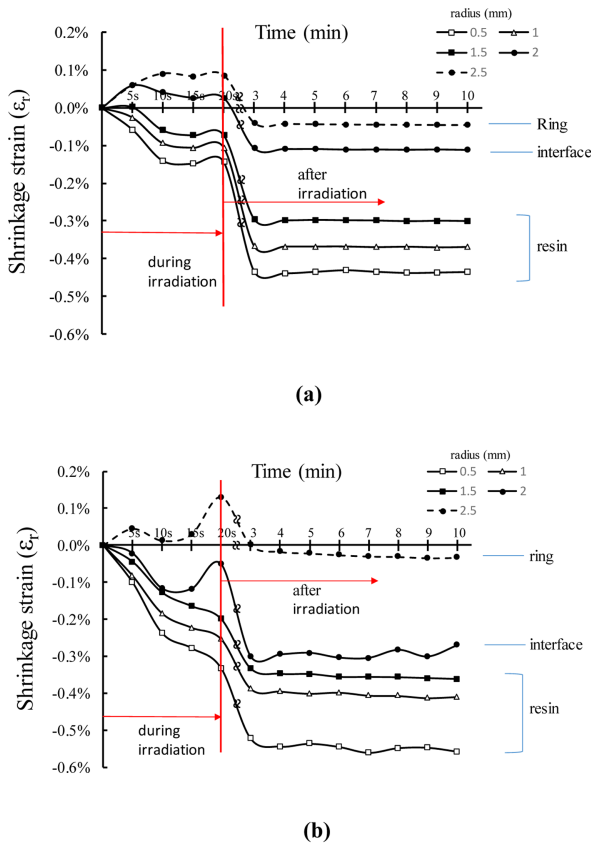 radius (mm)
0.5 1
1.5 2
2.5
Time (min)
Shrinkage strain (εr)
0.2%
0.1%
0.0%
-0.1%
-0.2%
-0.3%
-0.4%
-0.5%
-0.6%
5s 10s 15s 20s 3 4 5 6 7 8 9 10
Ring
interface
resin
after
irradiation
during
irradiation
(a)
radius (mm)
0.5 1
1.5 2
2.5
Time (min)
Shrinkage strain (εr)
0.2%
0.1%
0.0%
-0.1%
-0.2%
-0.3%
-0.4%
-0.5%
-0.6%
5s 10s 15s 20s 3 4 5 6 7 8 9 10
ring
after
irradiation
interface
resin
during
irradiation
(b)